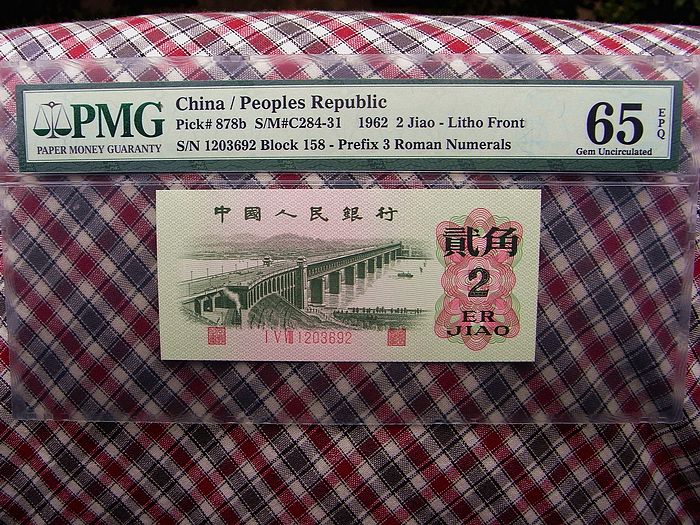 PMG
PAPER MONEY GUARANTY
China / Peoples Republic
Pick# 878b S/M#C284-31 1962 2 Jiao - Litho Front
S/N 1203692 Block 158 - Prefix 3 Roman Numerals
65
EPQ
Gem Uncirculated
中國人民銀行
貳角
2
ER
JIAO
I V VIII 1203692